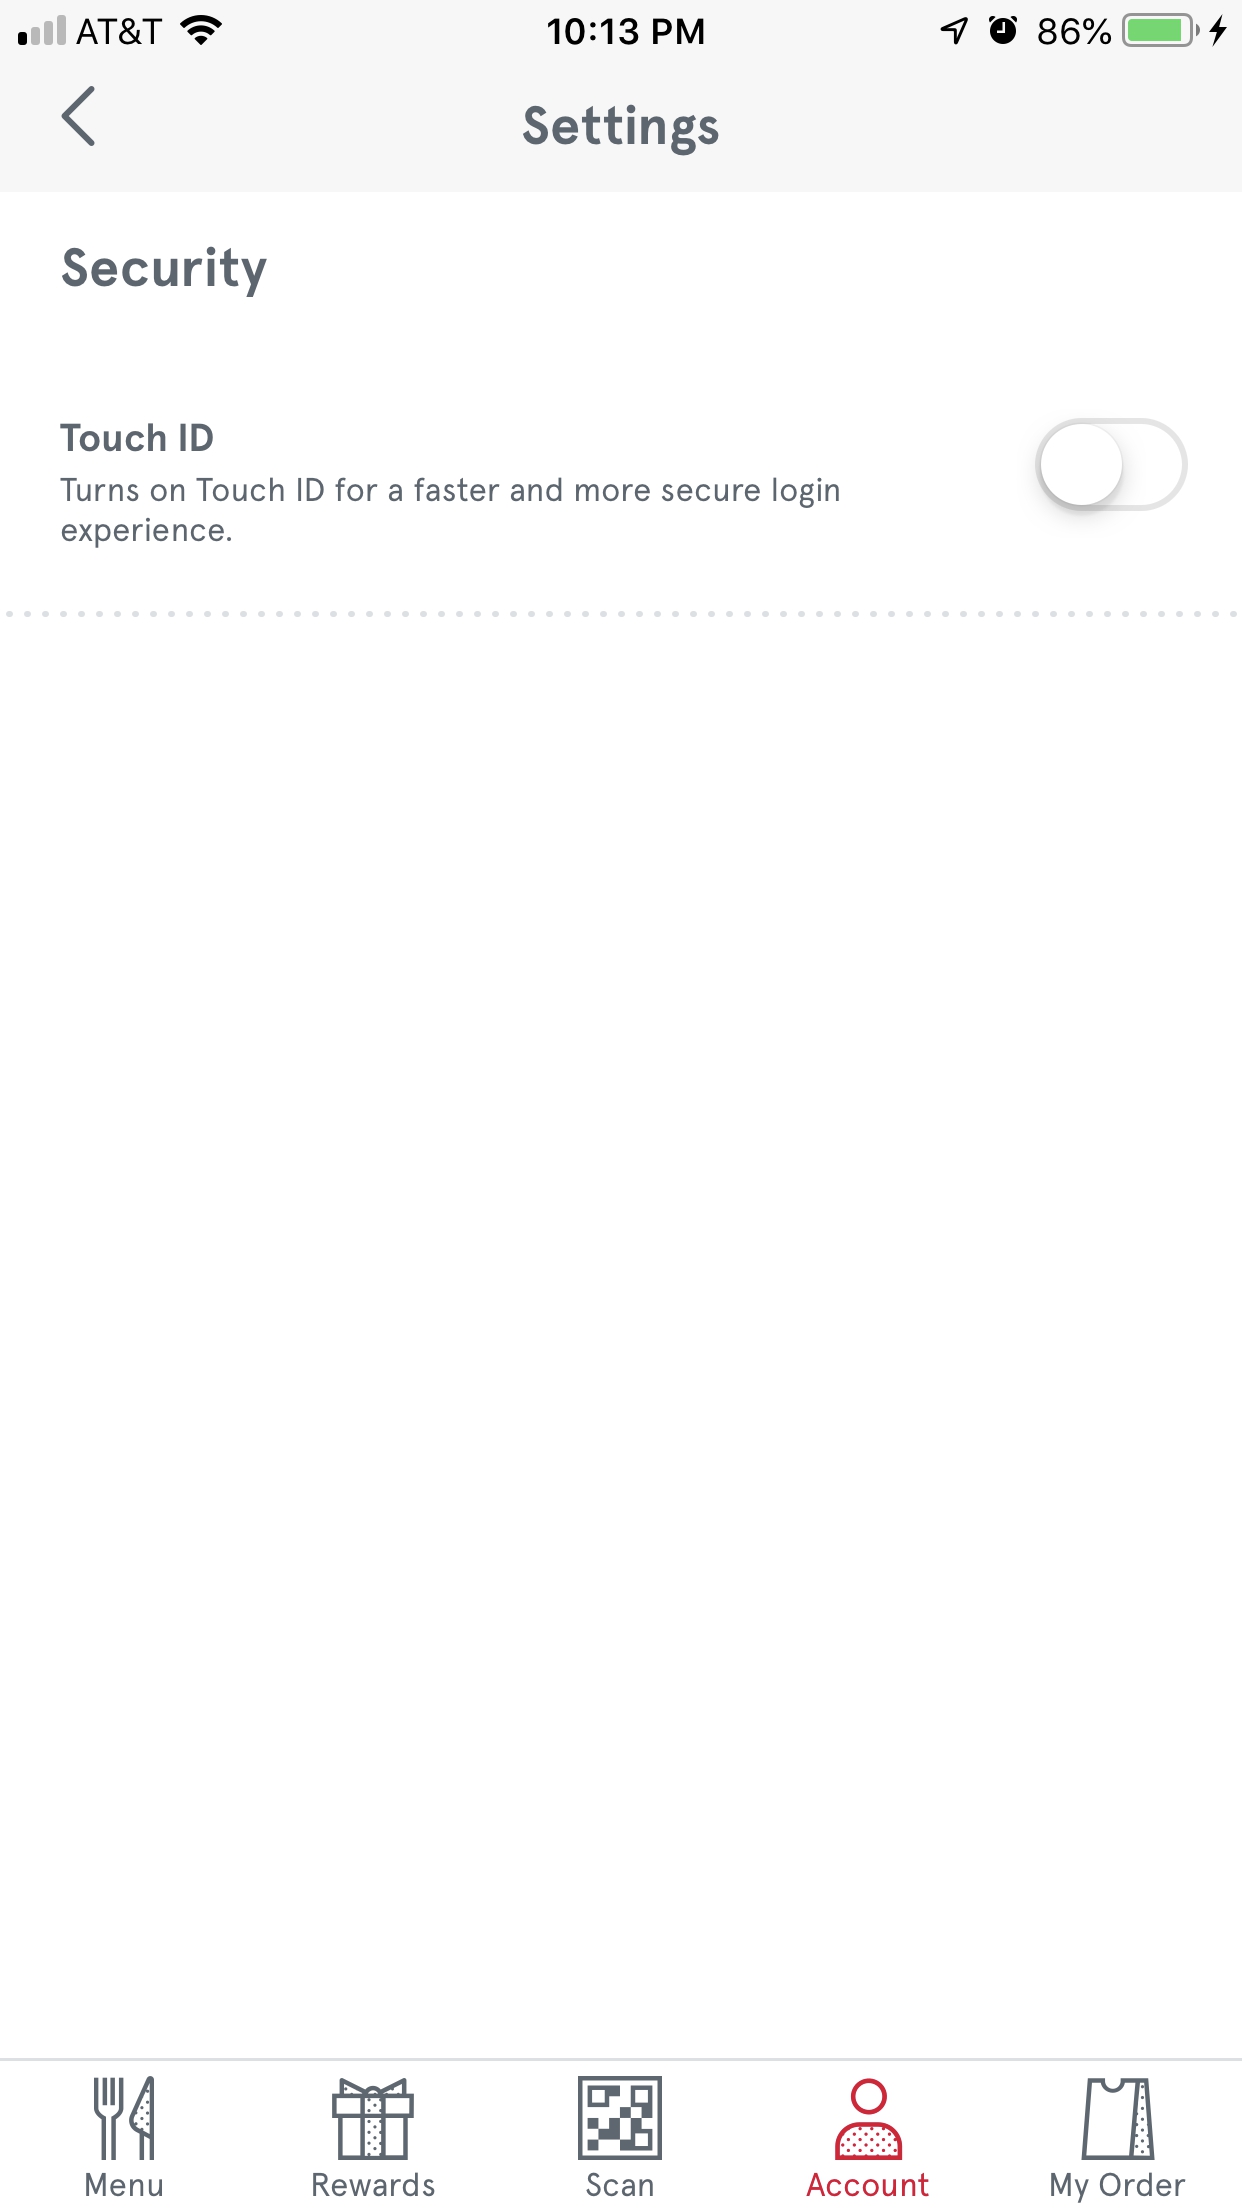 AT&T 10:13 PM 86%
Settings
Security
Touch ID
Turns on Touch ID for a faster and more secure login
experience.
Menu Rewards Scan Account My Order